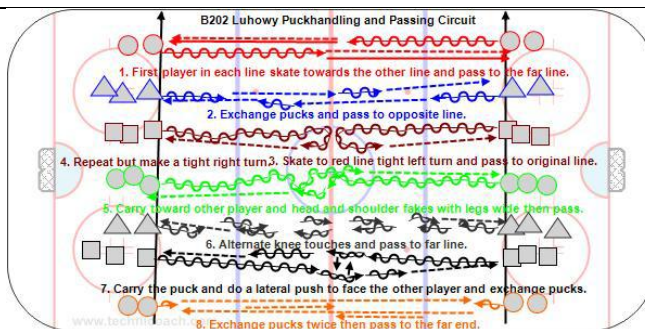 B202 Luhowy Puckhandling and Passing Circuit
1. First player in each line skate towards the other line and pass to the far line.
2. Exchange pucks and pass to opposite line.
4. Repeat but make a tight right turn. 3. Skate to red line tight left turn and pass to original line.
5. Carry toward other player and head and shoulder fakes with legs wide then pass.
6. Alternate knee touches and pass to far line.
7. Carry the puck and do a lateral push to face the other player and exchange pucks.
8. Exchange pucks twice then pass to the far end.